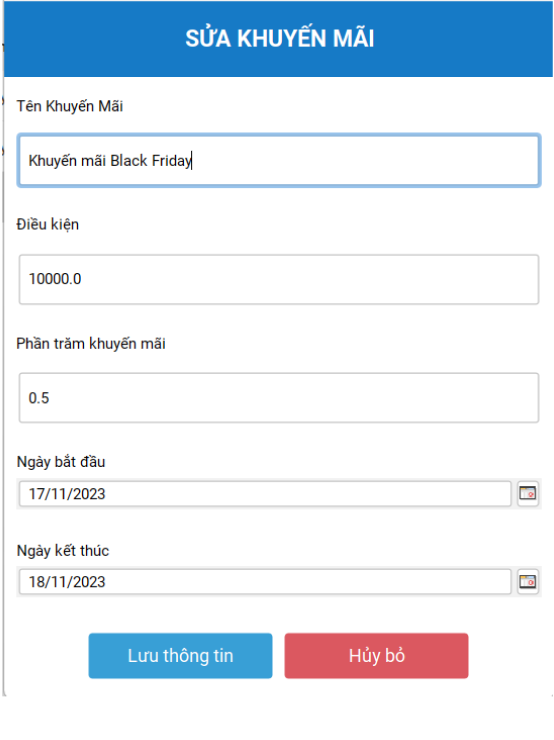 SỬA KHUYẾN MÃI
Tên Khuyến Mãi
Khuyến mãi Black Friday
Điều kiện
10000.0
Phần trăm khuyến mãi
0.5
Ngày bắt đầu
17/11/2023
Ngày kết thúc
18/11/2023
Lưu thông tin
Hủy bỏ